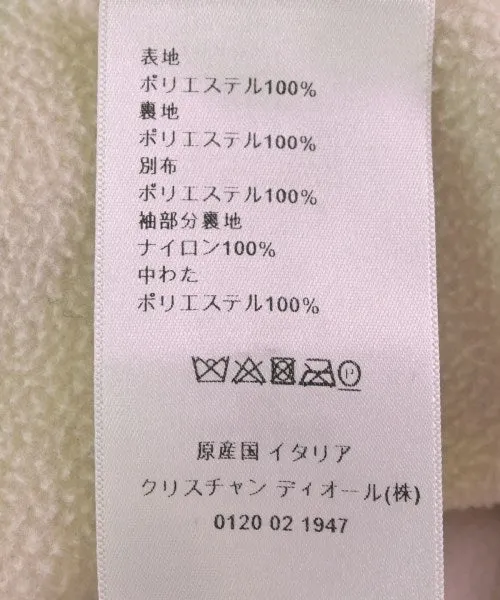 表地
ポリエステル100%
裏地
ポリエステル100%
別布
ポリエステル100%
袖部分裏地
ナイロン100%
中わた
ポリエステル100%
P
原産国 イタリア
クリスチャン ディオール(株)
0120 02 1947